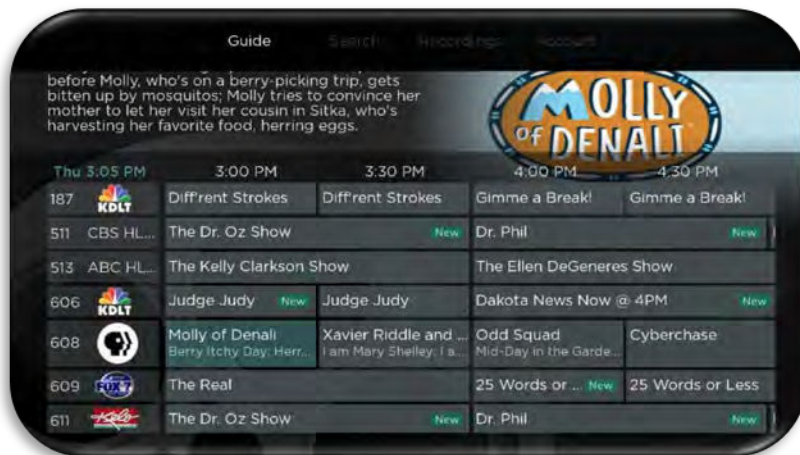 Guide Search Recordings Account
before Molly, who's on a berry-picking trip, gets
bitten up by mosquitos; Molly tries to convince her
mother to let her visit her cousin in Sitka, who's
harvesting her favorite food, herring eggs.
MOLLY
OF DENALI
Thu 3:05 PM 3:00 PM 3:30 PM 4:00 PM 4:30 PM
187 KDLT Diff'rent Strokes Diff'rent Strokes Gimme a Break! Gimme a Break!
511 CBS HL... The Dr. Oz Show New Dr. Phil New
513 ABC HL... The Kelly Clarkson Show The Ellen DeGeneres Show
606 KDLT Judge Judy New Judge Judy Dakota News Now @ 4PM New
608 Molly of Denali Xavier Riddle and ... Odd Squad Cyberchase
Berry Itchy Day; Herr... I am Mary Shelley; I a... Mid-Day in the Garde...
609 FOX 7 The Real 25 Words or ... New 25 Words or Less
611 Kelo The Dr. Oz Show New Dr. Phil New